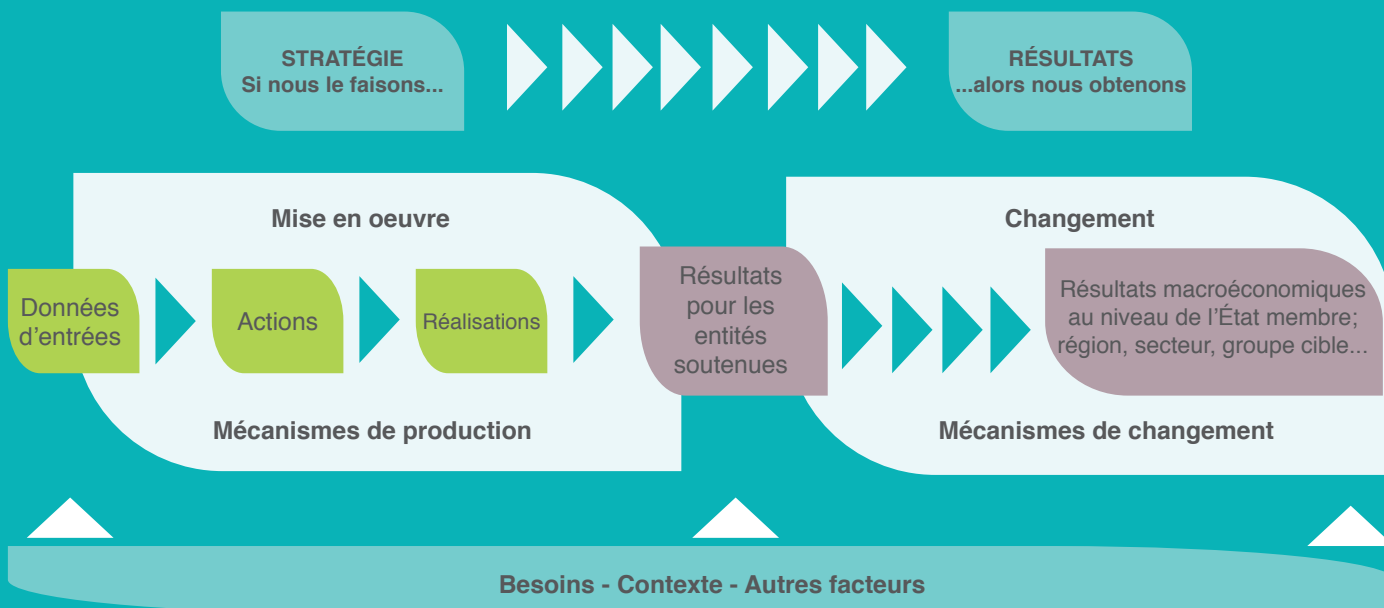 STRATÉGIE
Si nous le faisons...
RÉSULTATS
...alors nous obtenons
Mise en oeuvre
Changement
Données
d'entrées
Actions
Réalisations
Résultats
pour les
entités
soutenues
Résultats macroéconomiques
au niveau de l'État membre;
région, secteur, groupe cible...
Mécanismes de production
Mécanismes de changement
Besoins - Contexte - Autres facteurs